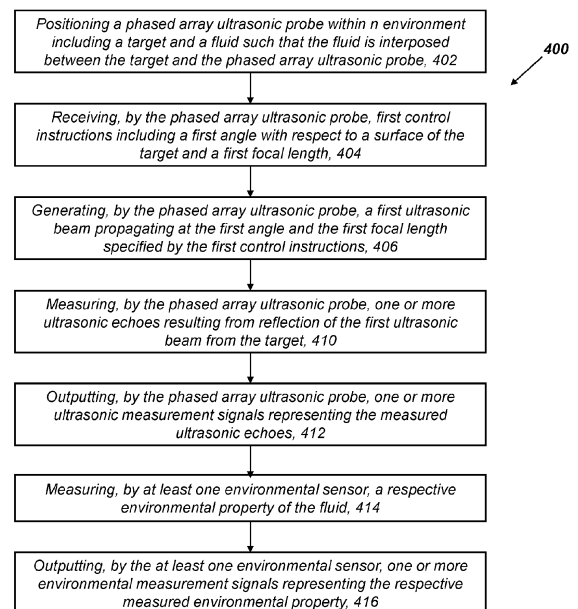 Positioning a phased array ultrasonic probe within n environment
including a target and a fluid such that the fluid is interposed
between the target and the phased array ultrasonic probe, 402
400
Receiving, by the phased array ultrasonic probe, first control
instructions including a first angle with respect to a surface of the
target and a first focal length, 404
Generating, by the phased array ultrasonic probe, a first ultrasonic
beam propagating at the first angle and the first focal length
specified by the first control instructions, 406
Measuring, by the phased array ultrasonic probe, one or more
ultrasonic echoes resulting from reflection of the first ultrasonic
beam from the target, 410
Outputting, by the phased array ultrasonic probe, one or more
ultrasonic measurement signals representing the measured
ultrasonic echoes, 412
Measuring, by at least one environmental sensor, a respective
environmental property of the fluid, 414
Outputting, by the at least one environmental sensor, one or more
environmental measurement signals representing the respective
measured environmental property, 416